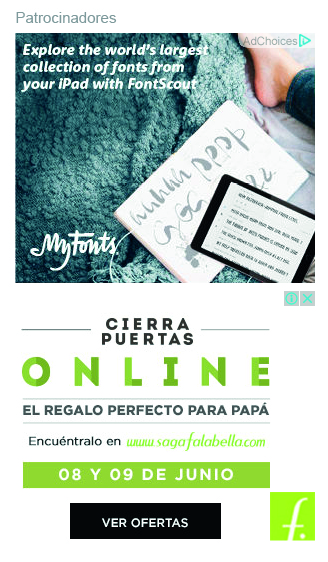 Patrocinadores
AdChoices
Explore the world's largest
collection of fonts from
your iPad with FontScout
MyFonts
CIERRA
PUERTAS
ONLINE
EL REGALO PERFECTO PARA PAPÁ
Encuéntralo en www.sagafalabella.com
08 Y 09 DE JUNIO
VER OFERTAS
f.